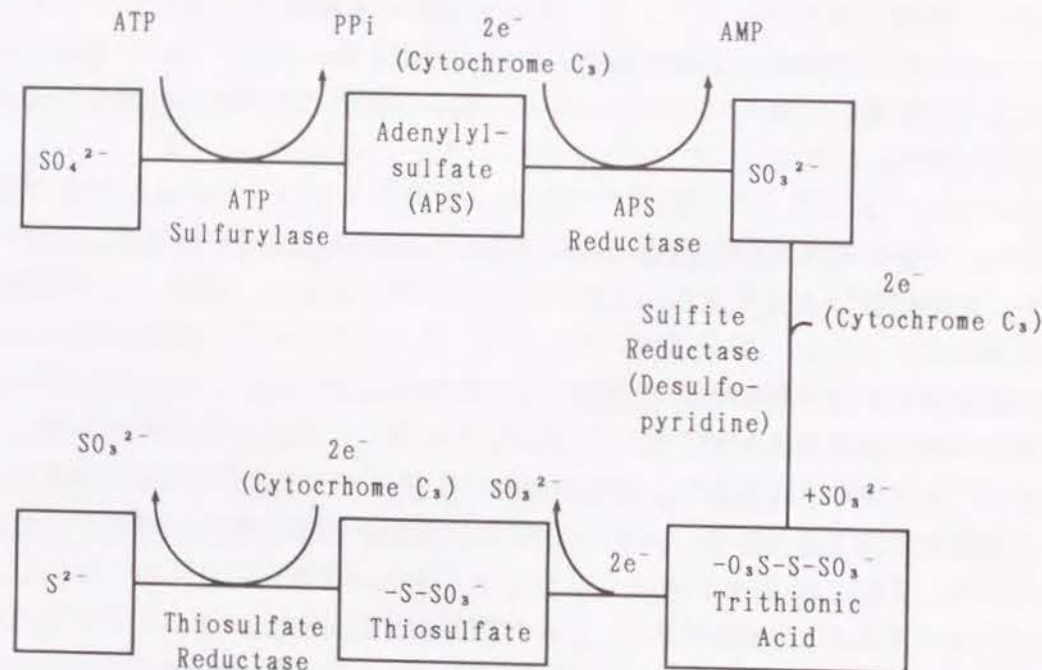 ATP
PPi
2e⁻
(Cytochrome C₃)
AMP
SO₄²⁻
Adenylyl-
sulfate
(APS)
SO₃²⁻
ATP
Sulfurylase
APS
Reductase
Sulfite
Reductase
(Desulfo-
pyridine)
2e⁻
(Cytochrome C₃)
+SO₃²⁻
SO₃²⁻
2e⁻
(Cytocrhome C₃)
SO₃²⁻
S²⁻
Thiosulfate
Reductase
-S-SO₃⁻
Thiosulfate
2e⁻
-O₃S-S-SO₃⁻
Trithionic
Acid